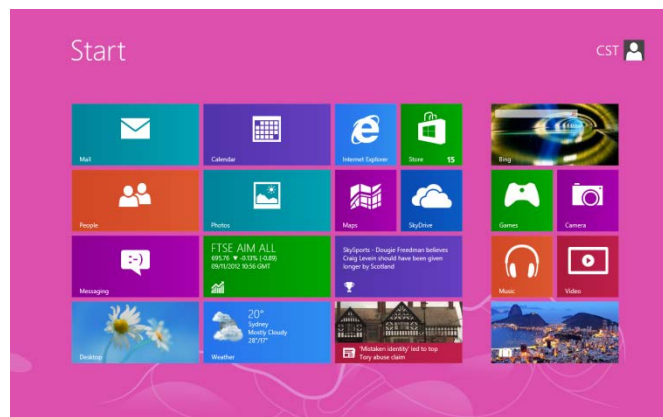 Start
CST
Mail
Calendar
Internet Explorer
Store
15
Bing
People
Photos
Maps
SkyDrive
Games
Camera
Messaging
:-)
FTSE AIM ALL
695.76 ▼ -0.13% (-0.89)
09/11/2012 10:56 GMT
SkySports - Dougie Freedman believes
Craig Levein should have been given
longer by Scotland
Music
Video
Desktop
20°
Sydney
Mostly Cloudy
28°/17°
Weather
'Mistaken identity' led to top
Tory abuse claim